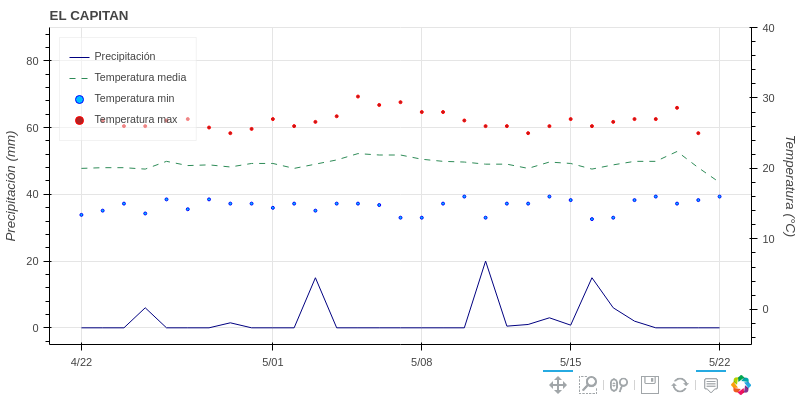 EL CAPITAN
Precipitación
Temperatura media
Temperatura min
Temperatura max
Precipitación (mm)
80
60
40
20
0
Temperatura (°C)
40
30
20
10
0
4/22
5/01
5/08
5/15
5/22